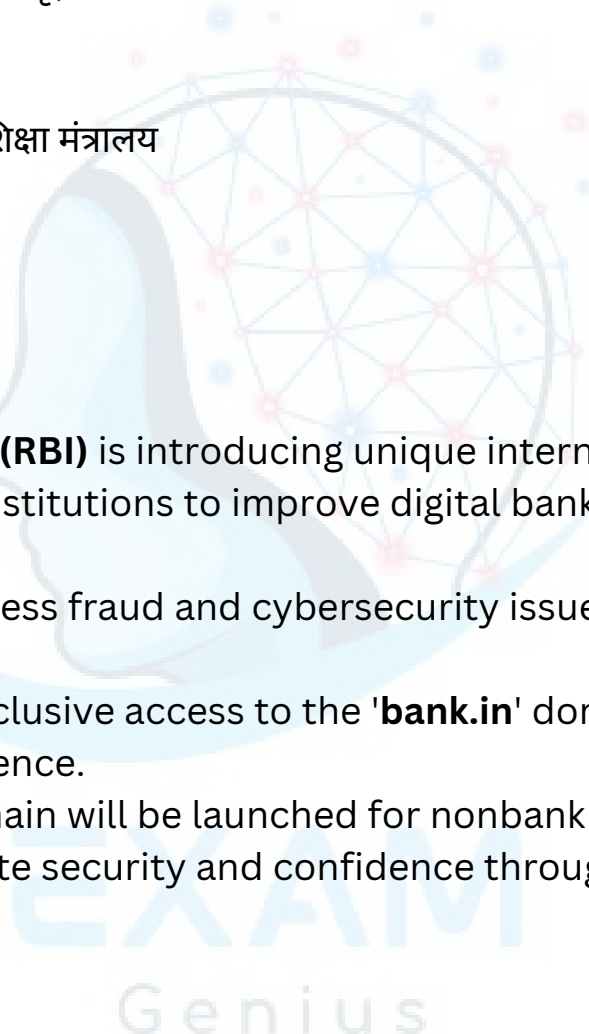 शिक्षा मंत्रालय
(RBI) is introducing unique intern
stitutions to improve digital bank
ess fraud and cybersecurity issue
clusive access to the 'bank.in' dor
ence.
ain will be launched for nonbank
te security and confidence throug
EXAM
Genius